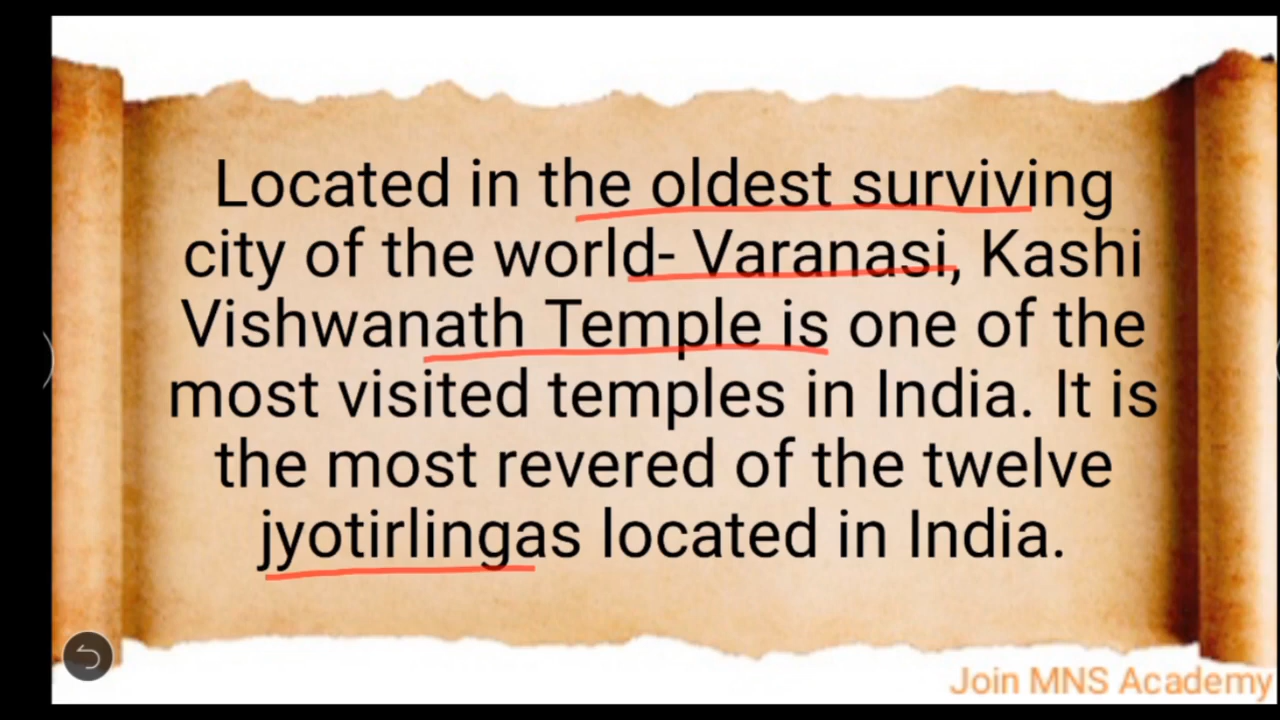 Located in the oldest surviving
city of the world- Varanasi, Kashi
Vishwanath Temple is one of the
most visited temples in India. It is
the most revered of the twelve
jyotirlingas located in India.
Join MNS Academy